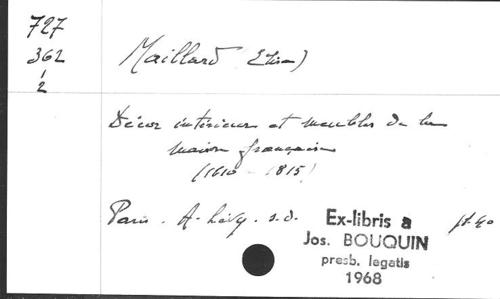 727
362
1
2
Maillard Elisa)
Décor intérieur et meubles de la
maison française
(1610 - 1815)
Paris. A. Lévy. s.d.
pt. 40
Ex-libris a
Jos. BOUQUIN
presb. legatis
1968